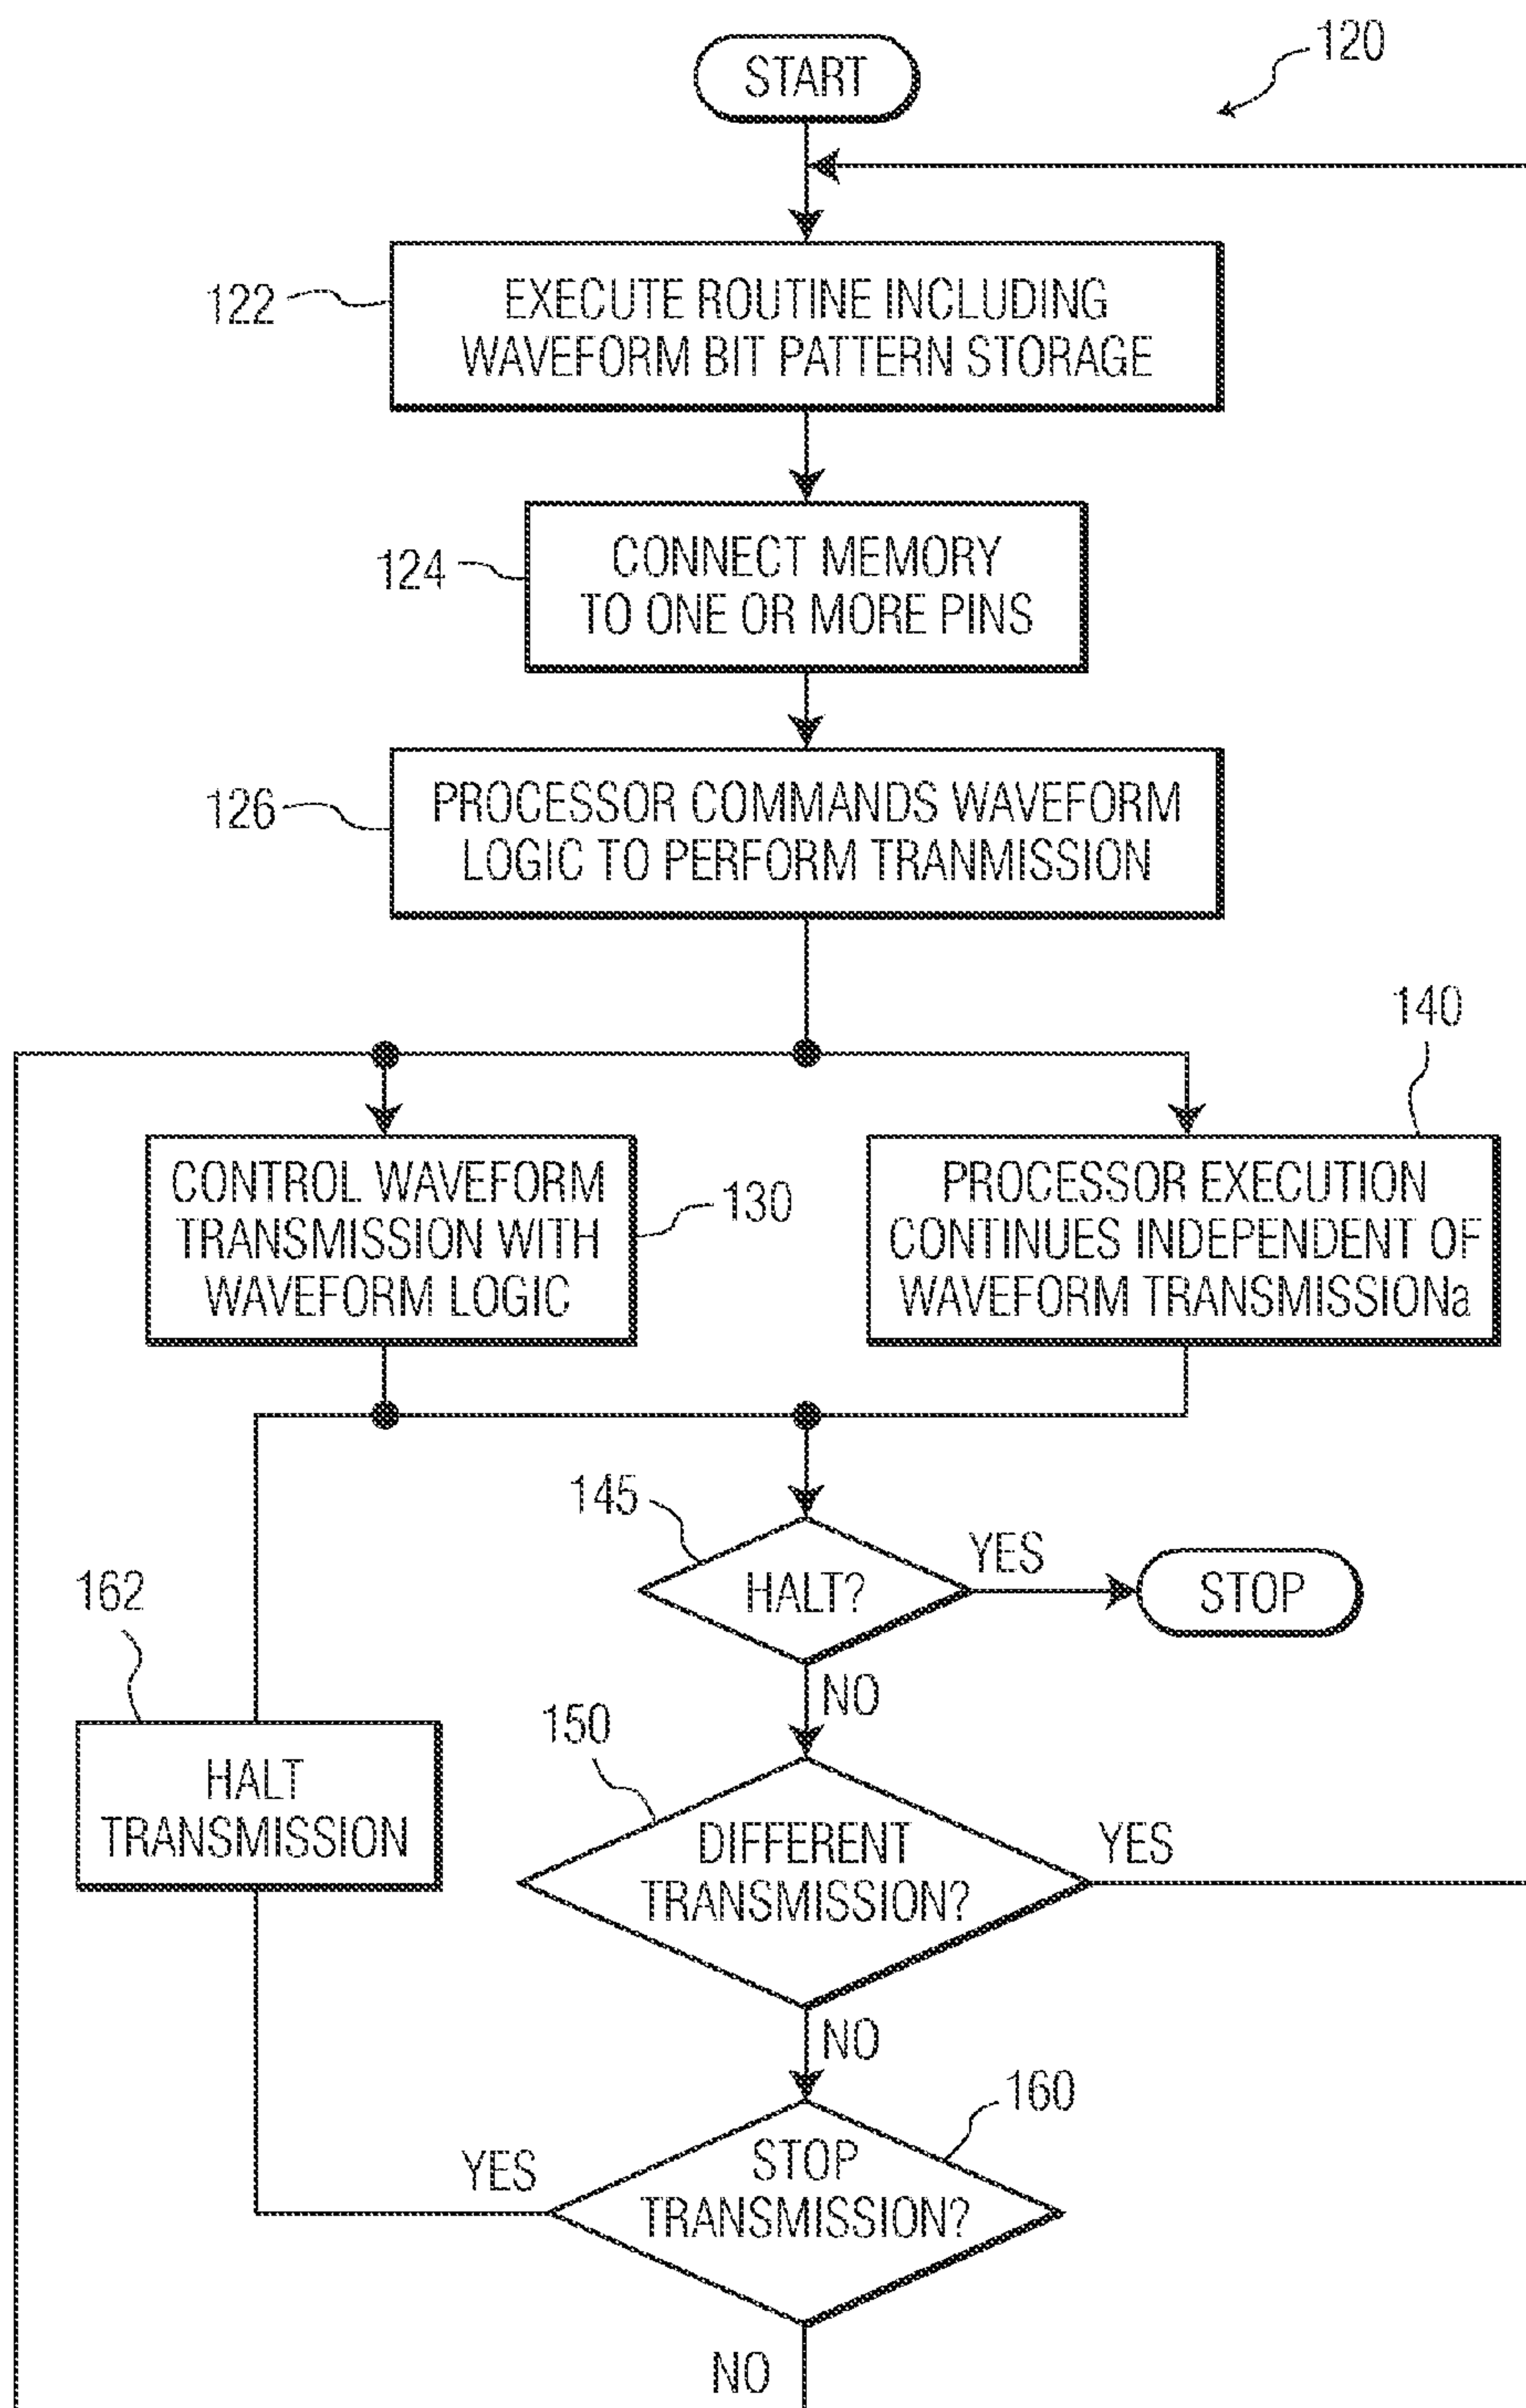 START
120
122
EXECUTE ROUTINE INCLUDING
WAVEFORM BIT PATTERN STORAGE
124
CONNECT MEMORY
TO ONE OR MORE PINS
126
PROCESSOR COMMANDS WAVEFORM
LOGIC TO PERFORM TRANMISSION
140
CONTROL WAVEFORM
TRANSMISSION WITH
WAVEFORM LOGIC
130
PROCESSOR EXECUTION
CONTINUES INDEPENDENT OF
WAVEFORM TRANSMISSIONa
145
HALT?
YES
STOP
NO
162
HALT
TRANSMISSION
150
DIFFERENT
TRANSMISSION?
YES
NO
160
STOP
TRANSMISSION?
YES
NO